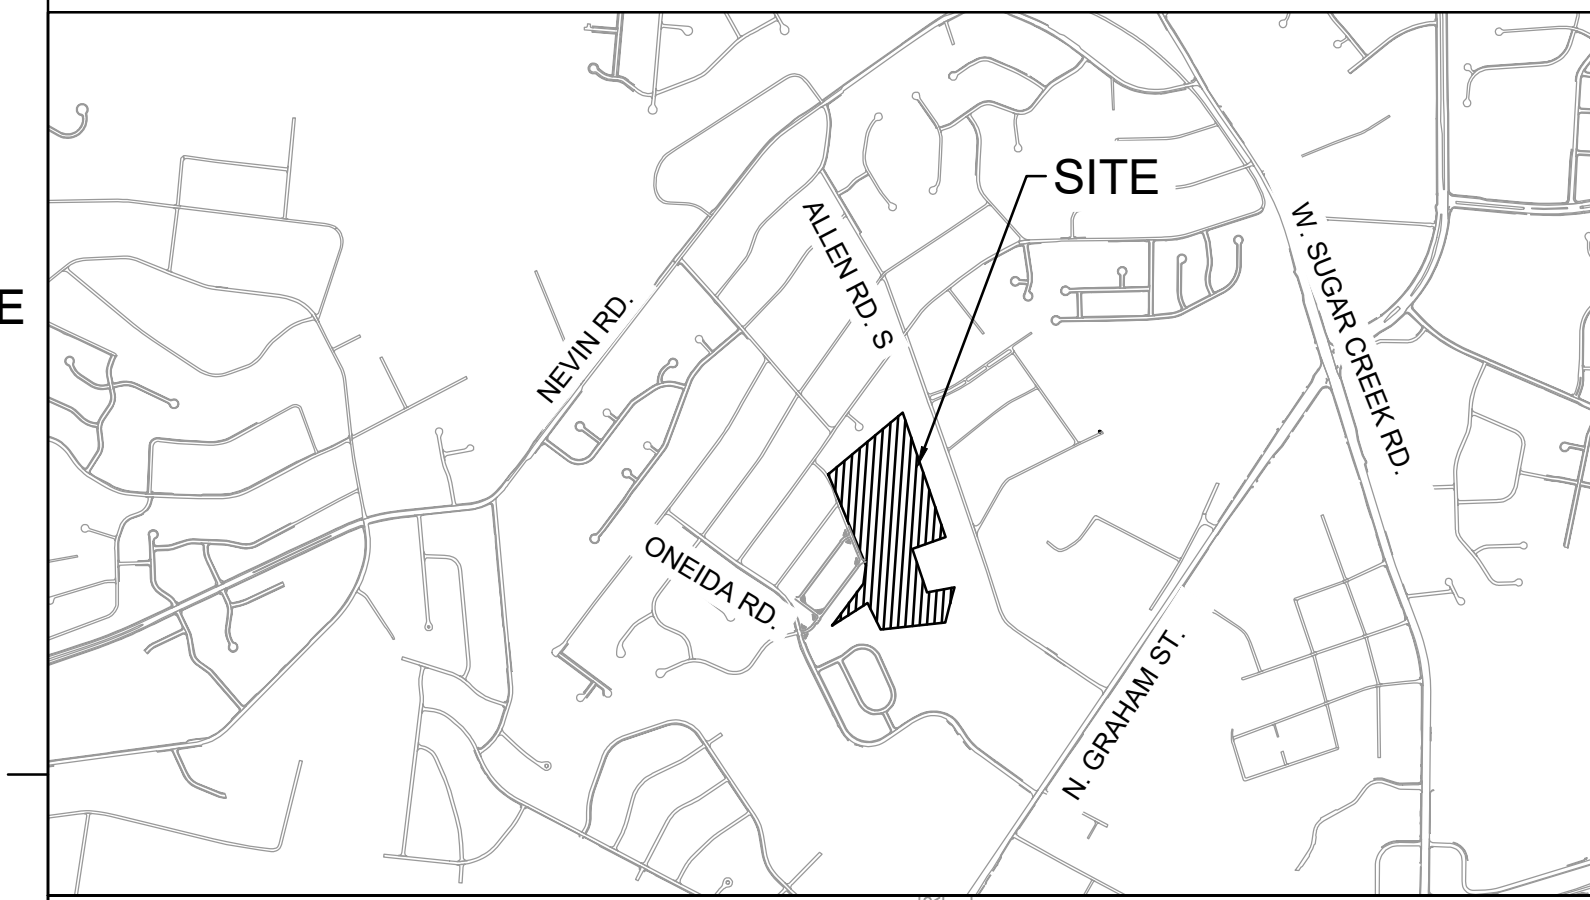 SITE
ALLEN RD. S
W. SUGAR CREEK RD.
E
NEVIN RD.
ONEIDA RD.
N. GRAHAM ST.